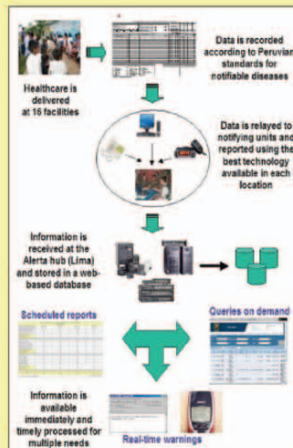 Healthcare is
delivered
at 16 facilities
Data is recorded
according to Peruvian
standards for
notifiable diseases
Data is relayed to
notifying units and
reported using the
best technology
available in each
location
Information is
received at the
Alerta hub (Lima)
and stored in a web-
based database
Scheduled reports
Queries on demand
Information is
available
immediately and
timely processed for
multiple needs
Real-time warnings